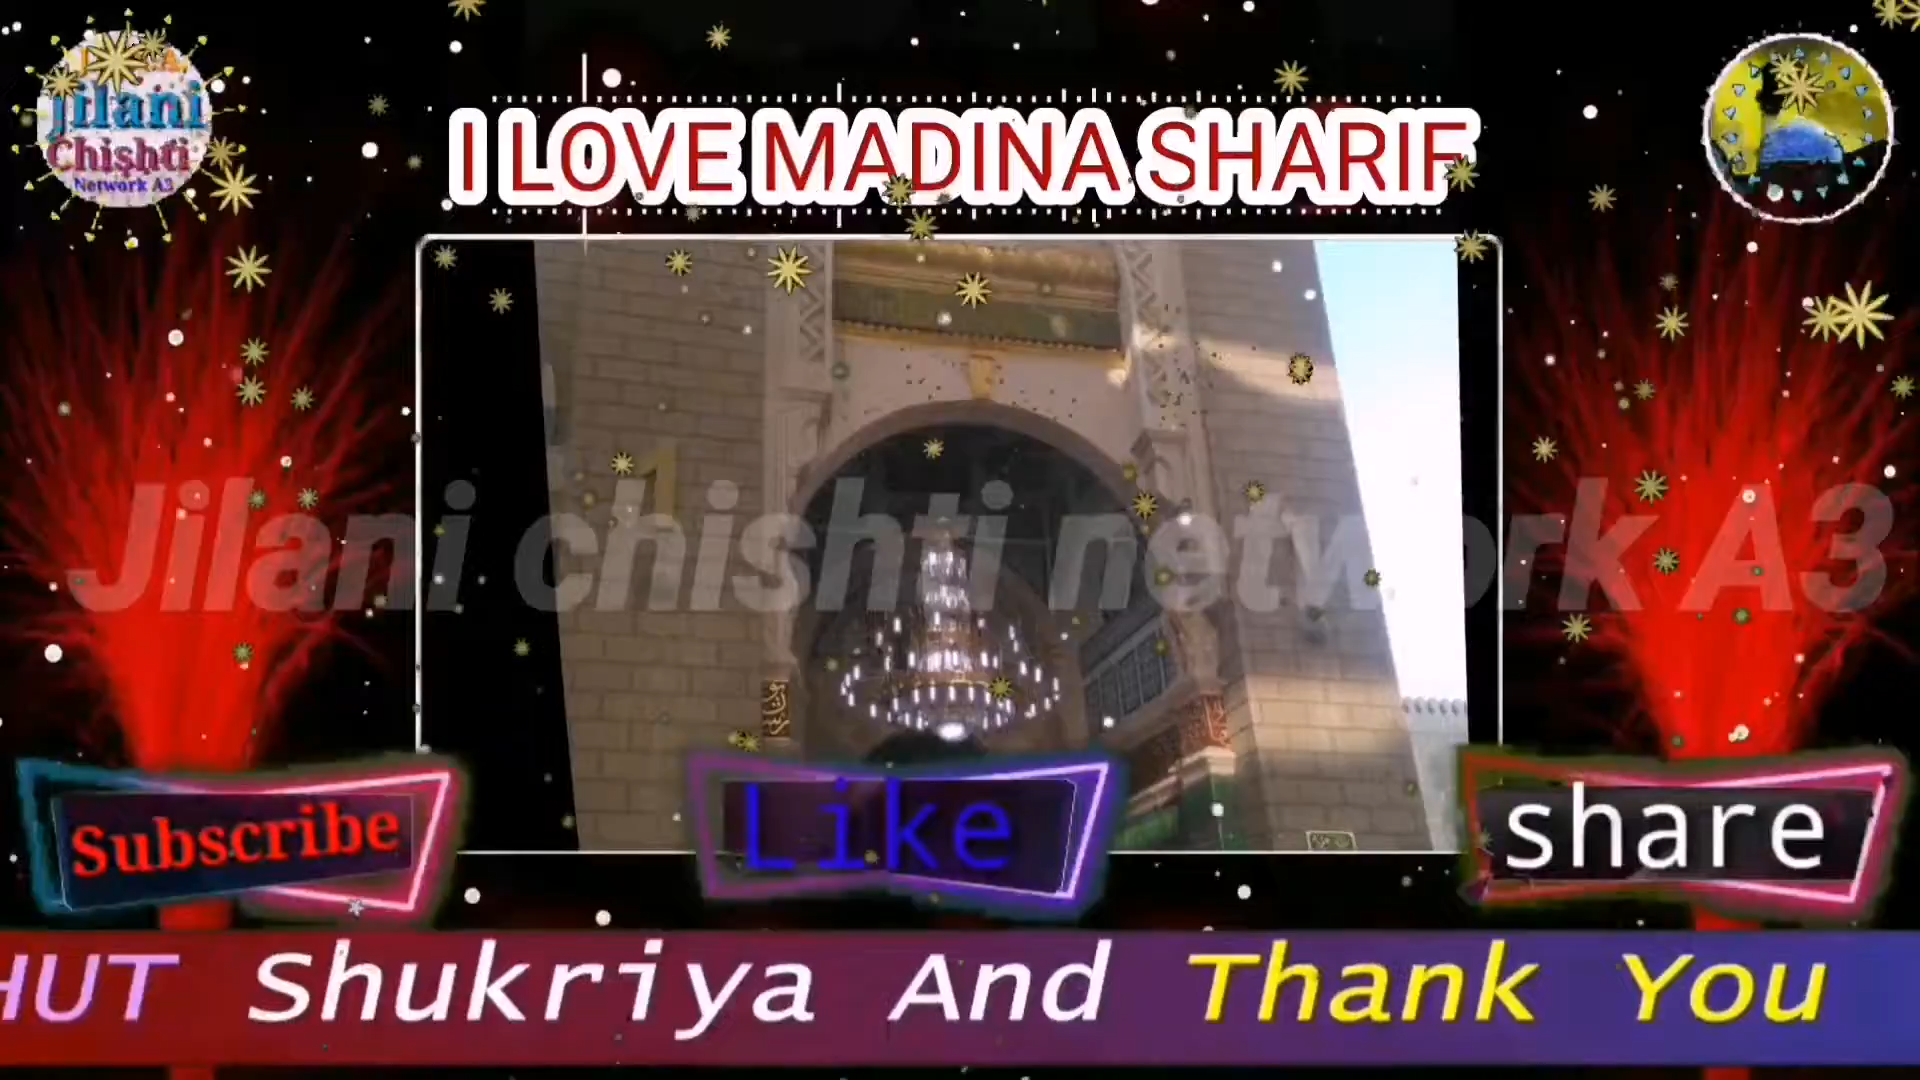 Jilani
Chishti
Network A3
I LOVE MADINA SHARIF
Jilani chishti network A3
Subscribe
Like
share
HUT Shukriya And Thank You